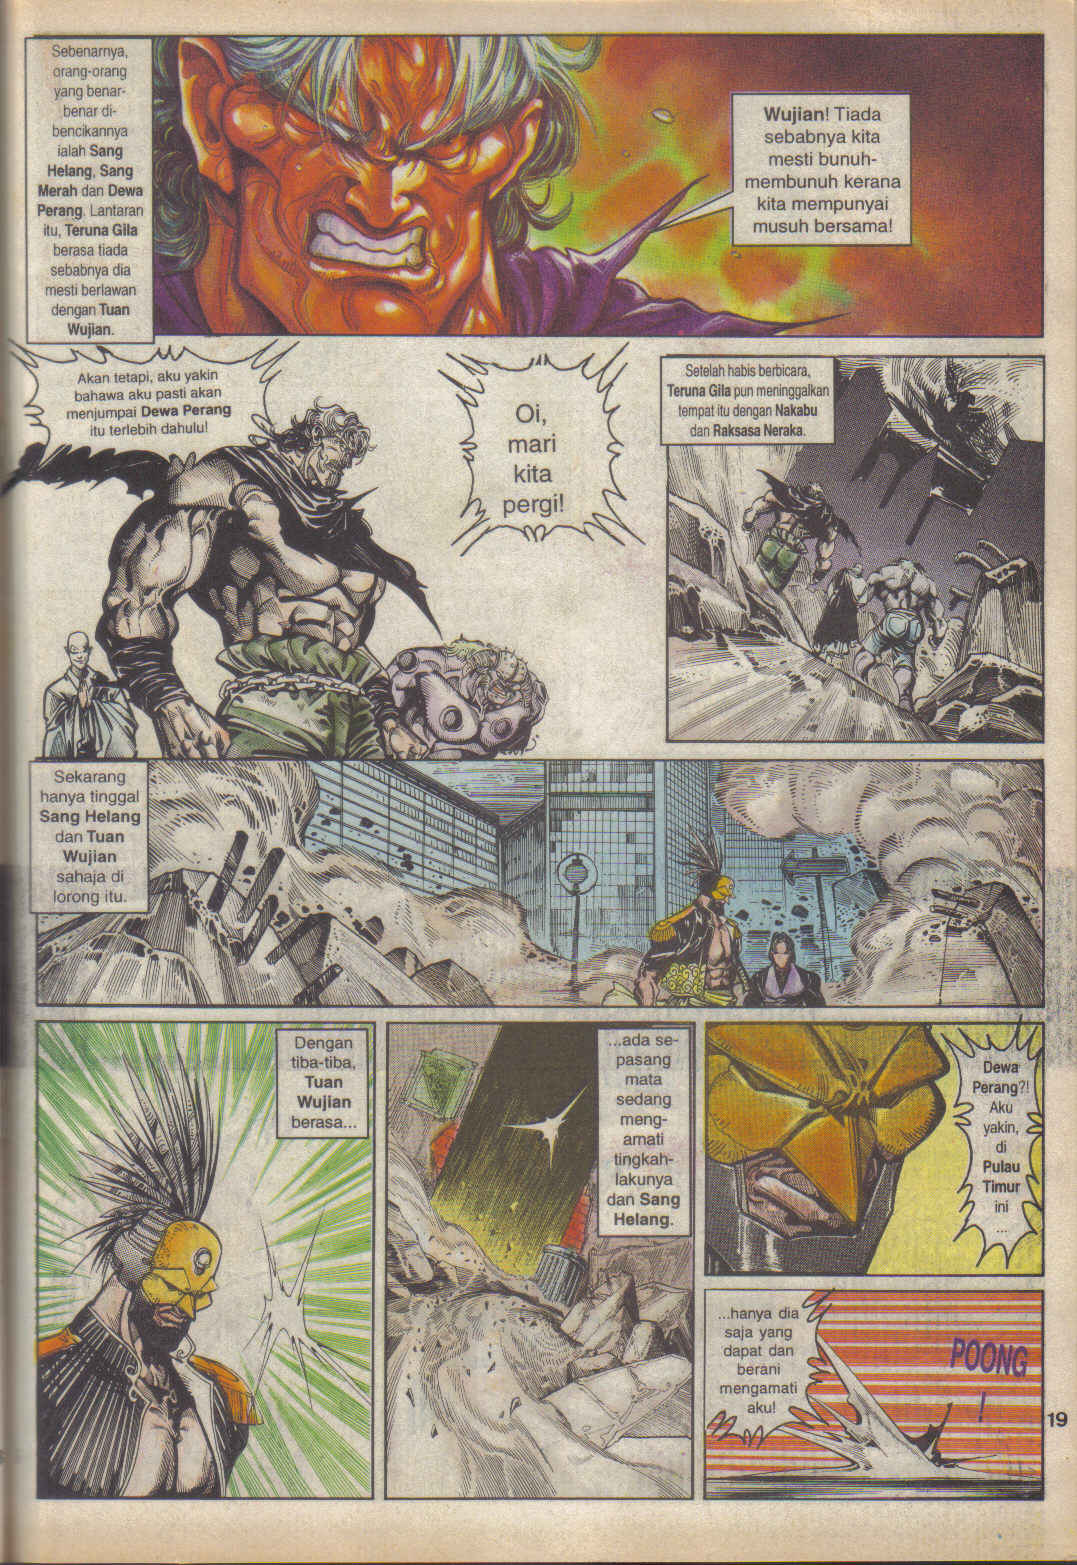 Sebenarnya,
orang-orang
yang benar-
benar di-
bencikannya
ialah Sang
Helang, Sang
Merah dan Dewa
Perang. Lantaran
itu, Teruna Gila
berasa tiada
sebabnya dia
mesti berlawan
dengan Tuan
Wujian.
Wujian! Tiada
sebabnya kita
mesti bunuh-
membunuh kerana
kita mempunyai
musuh bersama!
Akan tetapi, aku yakin
bahawa aku pasti akan
menjumpai Dewa Perang
itu terlebih dahulu!
Oi,
mari
kita
pergi!
Setelah habis berbicara,
Teruna Gila pun meninggalkan
tempat itu dengan Nakabu
dan Raksasa Neraka.
Sekarang
hanya tinggal
Sang Helang
dan Tuan
Wujian
sahaja di
lorong itu.
Dengan
tiba-tiba,
Tuan
Wujian
berasa...
...ada se-
pasang
mata
sedang
meng-
amati
tingkah-
lakunya
dan Sang
Helang.
Dewa
Perang?!
Aku
yakin,
di
Pulau
Timur
ini
...
...hanya dia
saja yang
dapat dan
berani
mengamati
aku!
POONG
!
19